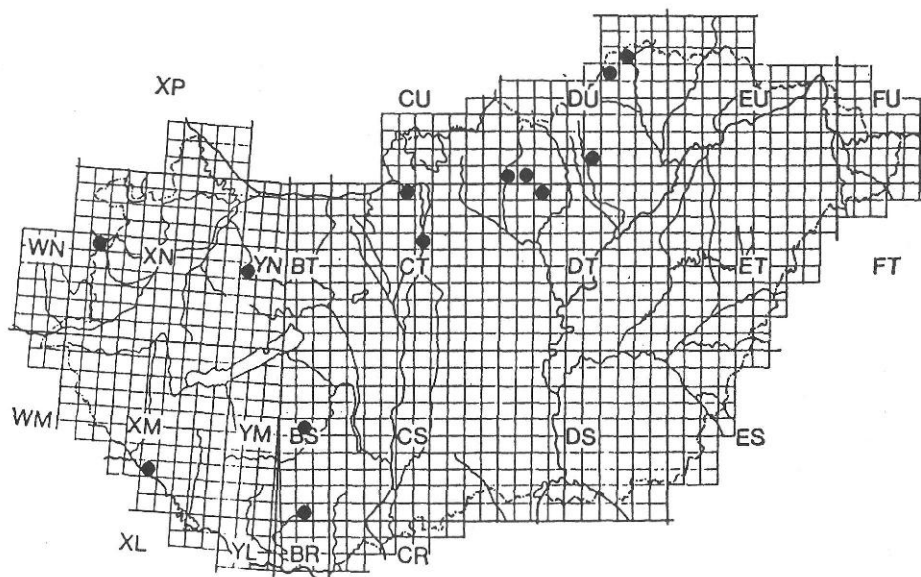 XP CU DU EU FU
WN XN YN BT CT DT ET FT
WM XM YM BS CS DS ES
XL YL BR CR